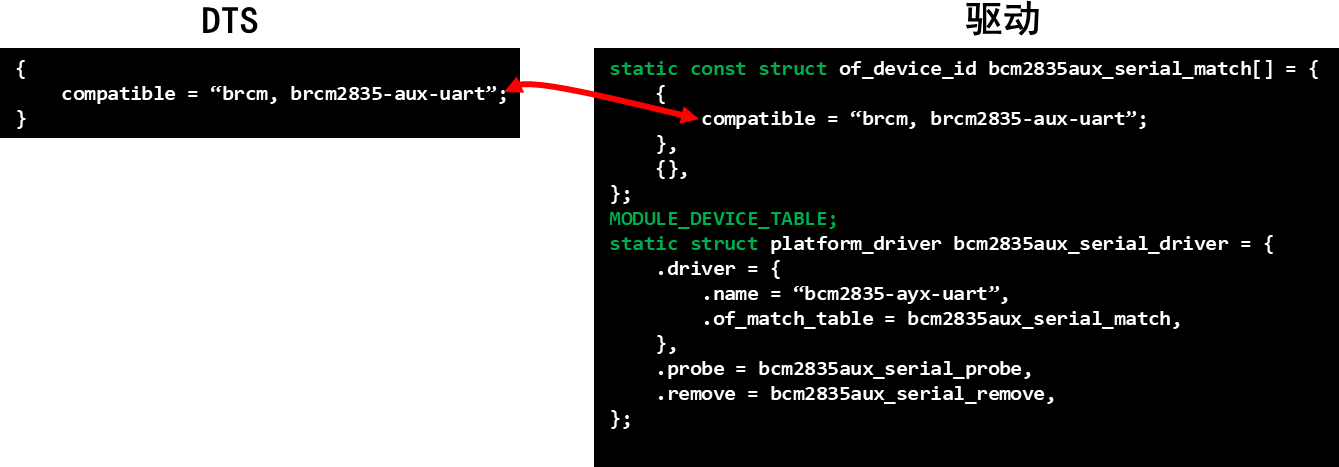 DTS
{
    compatible = “brcm, brcm2835-aux-uart”;
}
驱动
static const struct of_device_id bcm2835aux_serial_match[] = {
    {
        compatible = “brcm, brcm2835-aux-uart”;
    },
    {},
};
MODULE_DEVICE_TABLE;
static struct platform_driver bcm2835aux_serial_driver = {
    .driver = {
        .name = “bcm2835-ayx-uart”,
        .of_match_table = bcm2835aux_serial_match,
    },
    .probe = bcm2835aux_serial_probe,
    .remove = bcm2835aux_serial_remove,
};